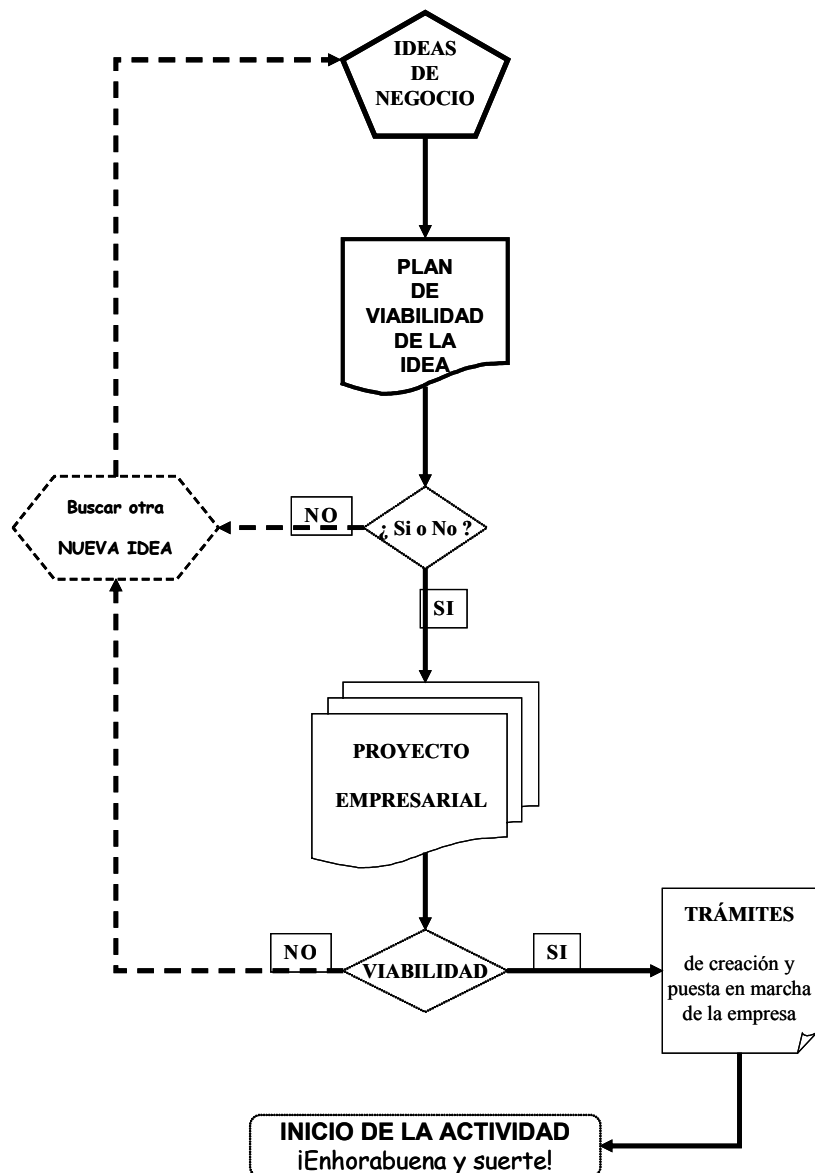 IDEAS
DE
NEGOCIO
PLAN
DE
VIABILIDAD
DE LA
IDEA
Buscar otra
NUEVA IDEA
NO
¿ Si o No ?
SI
PROYECTO
EMPRESARIAL
NO
VIABILIDAD
SI
TRÁMITES
de creación y
puesta en marcha
de la empresa
INICIO DE LA ACTIVIDAD
¡Enhorabuena y suerte!